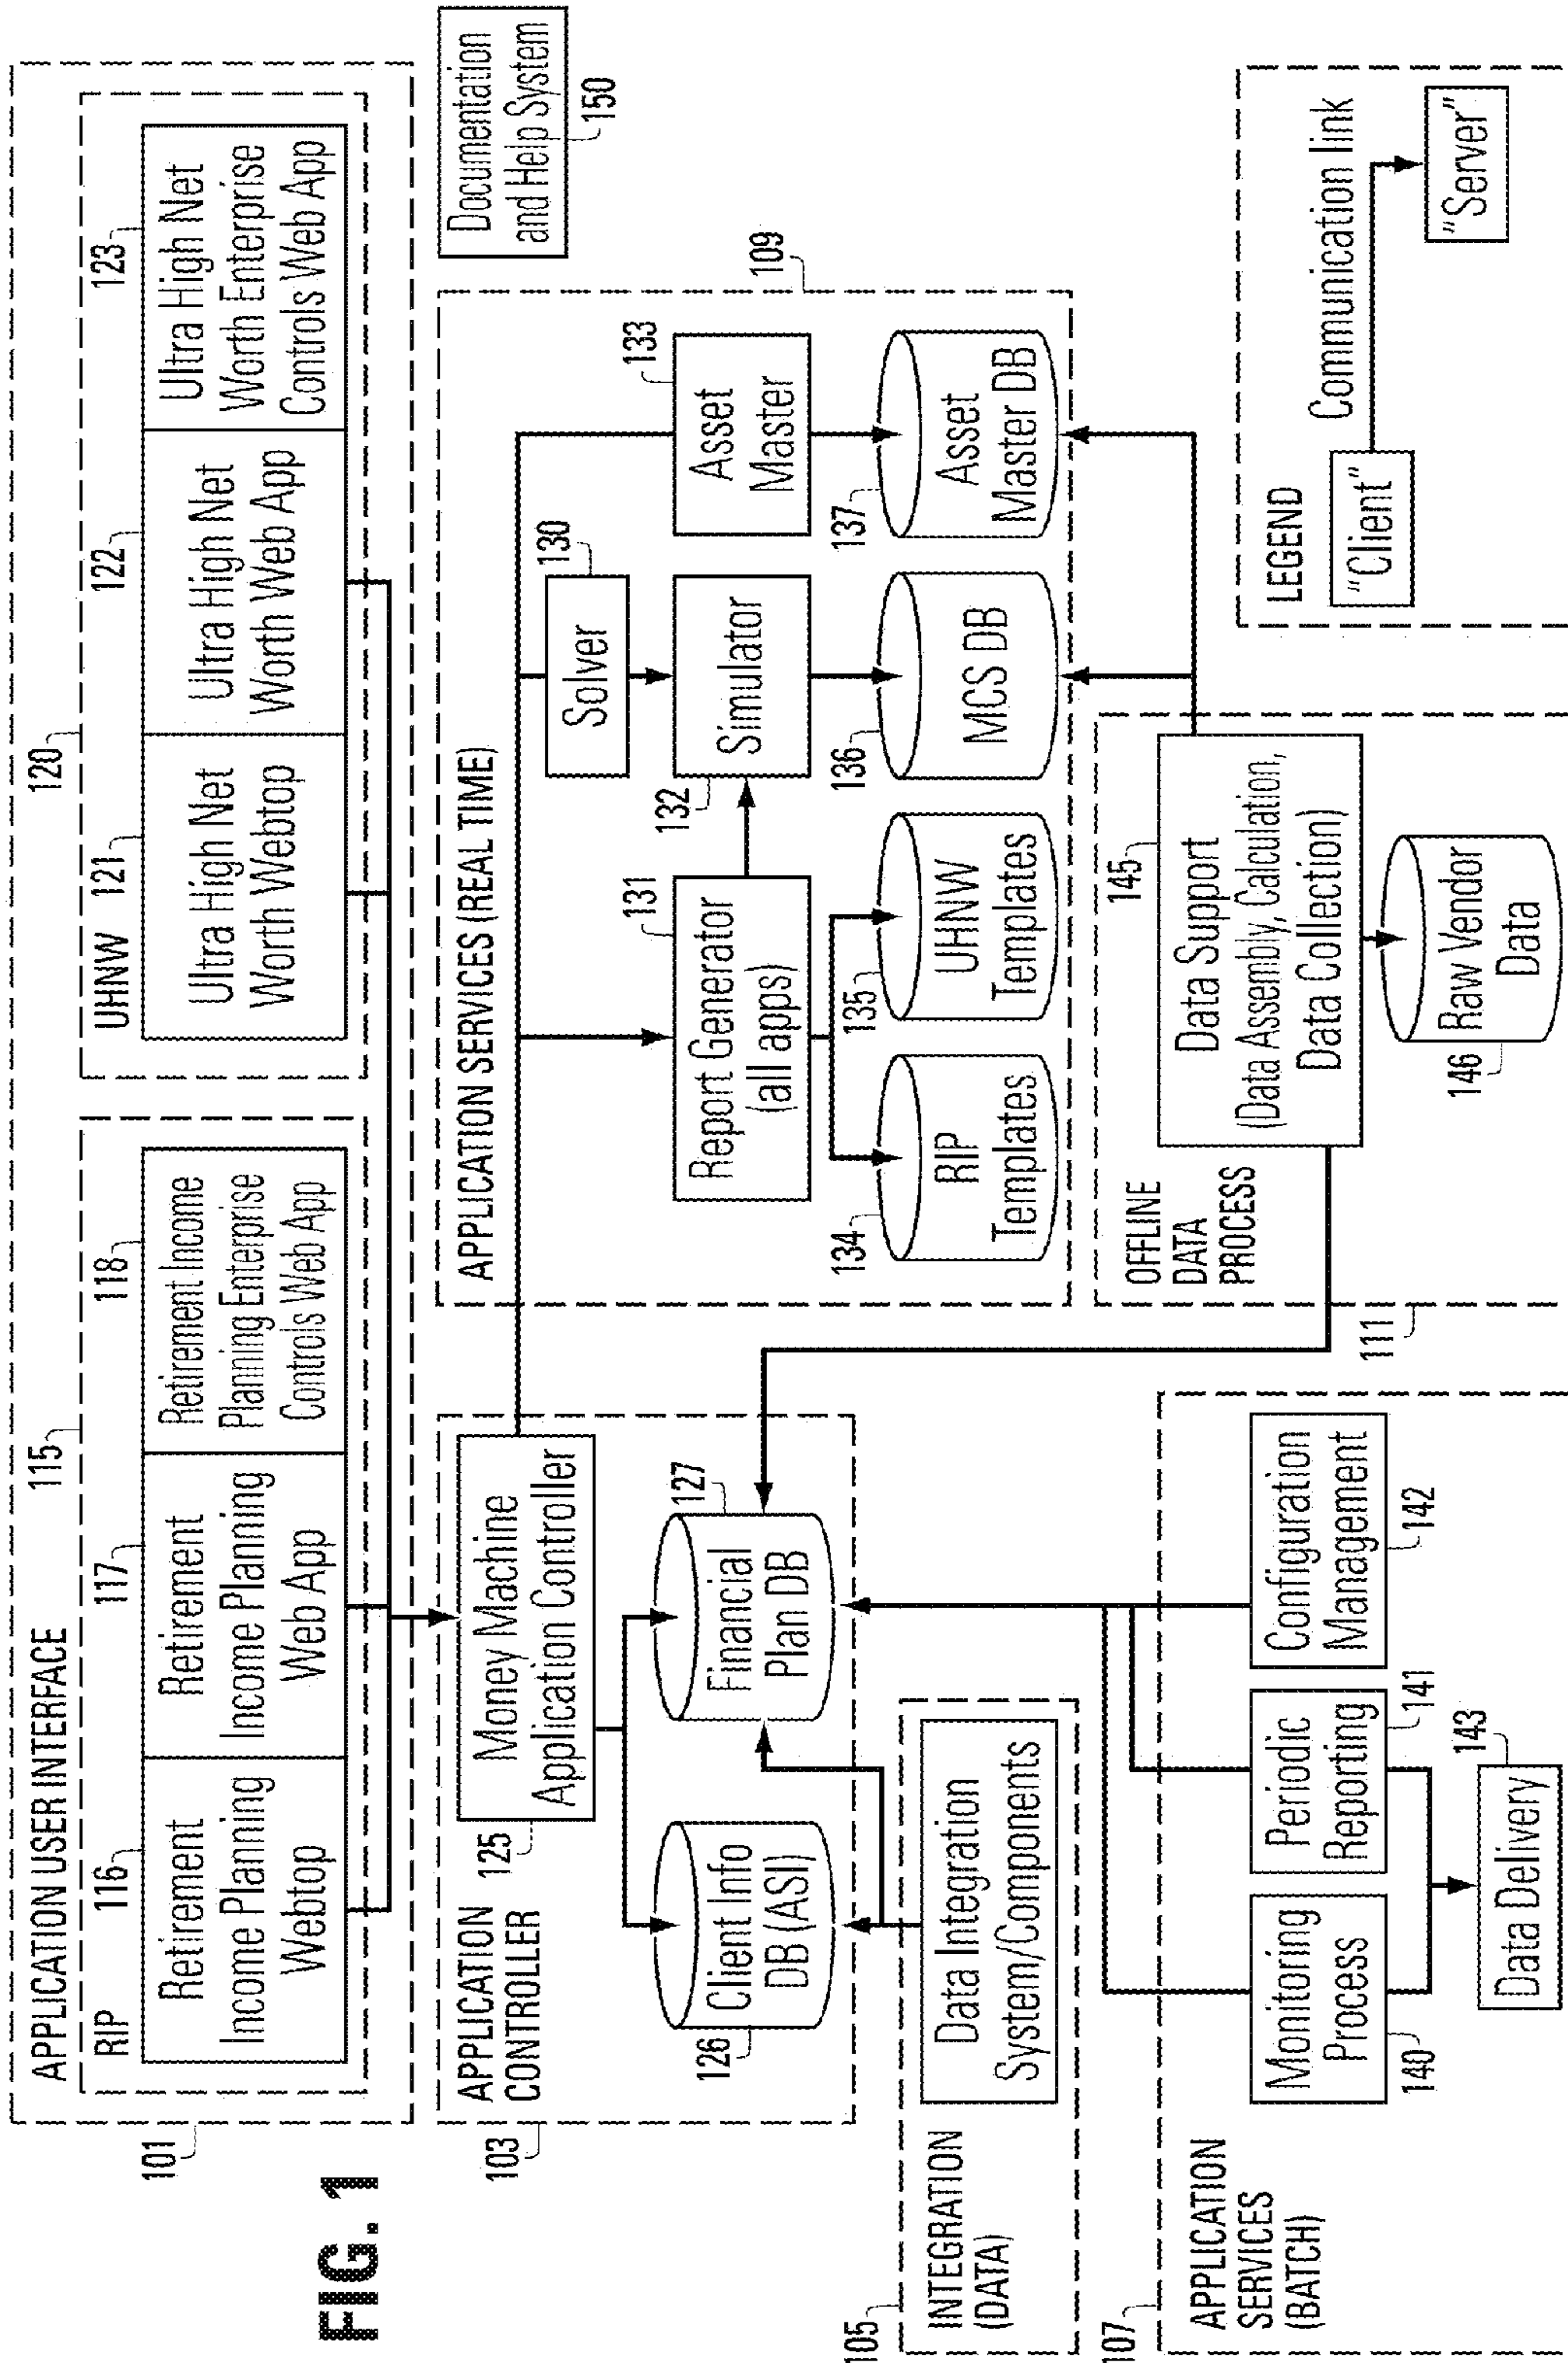 FIG. 1
101
APPLICATION USER INTERFACE
115
RIP
116
117
118
Retirement
Income Planning
Webtop
Retirement
Income Planning
Web App
Retirement Income
Planning Enterprise
Controls Web App
120
UHNW
121
122
123
Ultra High Net
Worth Webtop
Ultra High Net
Worth Web App
Ultra High Net
Worth Enterprise
Controls Web App
103
APPLICATION
CONTROLLER
125
Money Machine
Application Controller
126
Client Info
DB (ASI)
127
Financial
Plan DB
APPLICATION SERVICES (REAL TIME)
109
130
Solver
131
Report Generator
(all apps)
132
Simulator
133
Asset
Master
134
RIP
Templates
135
UHNW
Templates
136
MCS DB
137
Asset
Master DB
Documentation
and Help System
150
105
INTEGRATION
(DATA)
Data Integration
System/Components
107
APPLICATION
SERVICES
(BATCH)
Monitoring
Process
140
Periodic
Reporting
141
Configuration
Management
142
143
Data Delivery
111
OFFLINE
DATA
PROCESS
145
Data Support
(Data Assembly, Calculation,
Data Collection)
146
Raw Vendor
Data
LEGEND
"Client"
Communication link
"Server"